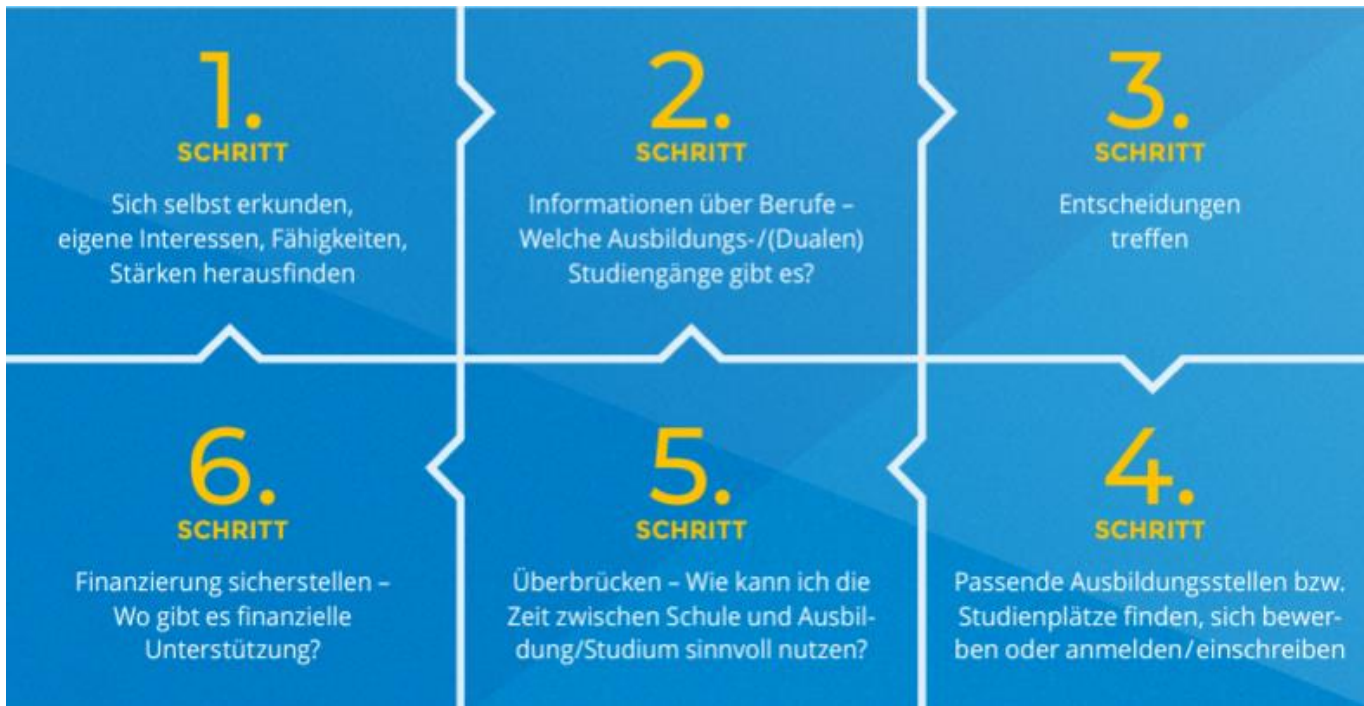 1.
SCHRITT
Sich selbst erkunden,
eigene Interessen, Fähigkeiten,
Stärken herausfinden
2.
SCHRITT
Informationen über Berufe –
Welche Ausbildungs-/(Dualen)
Studiengänge gibt es?
3.
SCHRITT
Entscheidungen
treffen
4.
SCHRITT
Passende Ausbildungsstellen bzw.
Studienplätze finden, sich bewer-
ben oder anmelden/einschreiben
5.
SCHRITT
Überbrücken – Wie kann ich die
Zeit zwischen Schule und Ausbil-
dung/Studium sinnvoll nutzen?
6.
SCHRITT
Finanzierung sicherstellen –
Wo gibt es finanzielle
Unterstützung?